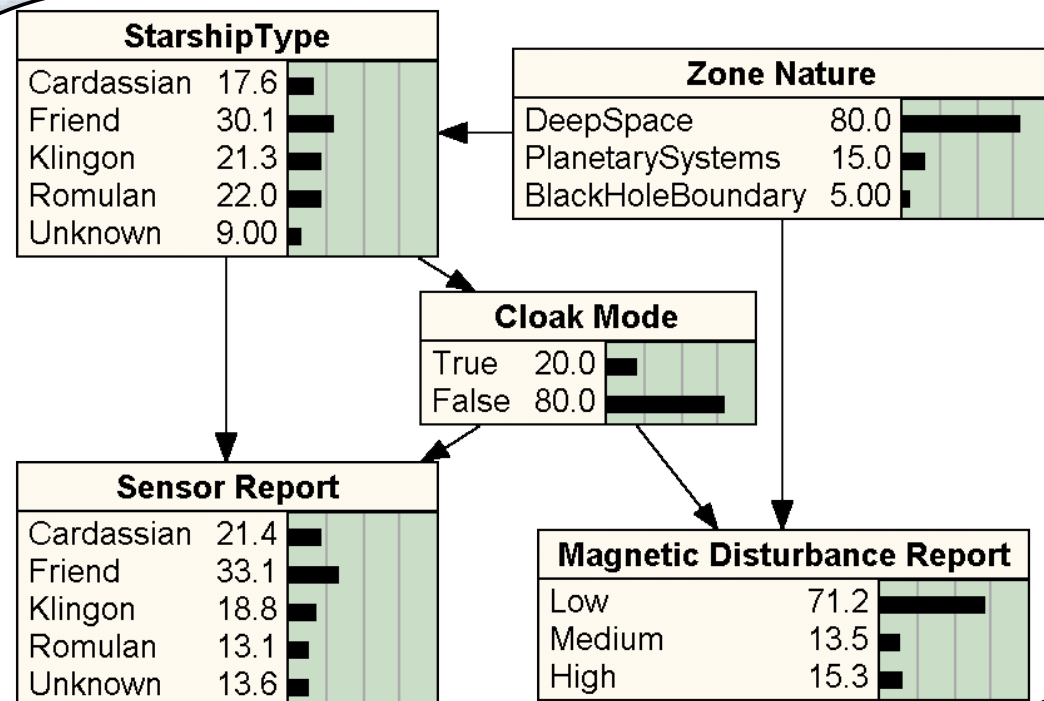 StarshipType
Cardassian 17.6
Friend 30.1
Klingon 21.3
Romulan 22.0
Unknown 9.00
Zone Nature
DeepSpace 80.0
PlanetarySystems 15.0
BlackHoleBoundary 5.00
Cloak Mode
True 20.0
False 80.0
Sensor Report
Cardassian 21.4
Friend 33.1
Klingon 18.8
Romulan 13.1
Unknown 13.6
Magnetic Disturbance Report
Low 71.2
Medium 13.5
High 15.3